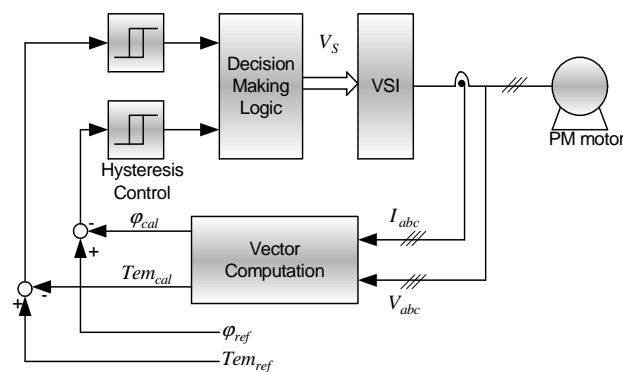 V_S
Decision
Making
Logic
VSI
PM motor
Hysteresis
Control
-
φ_cal
+
I_abc
Vector
Computation
Tem_cal
+
-
V_abc
φ_ref
Tem_ref